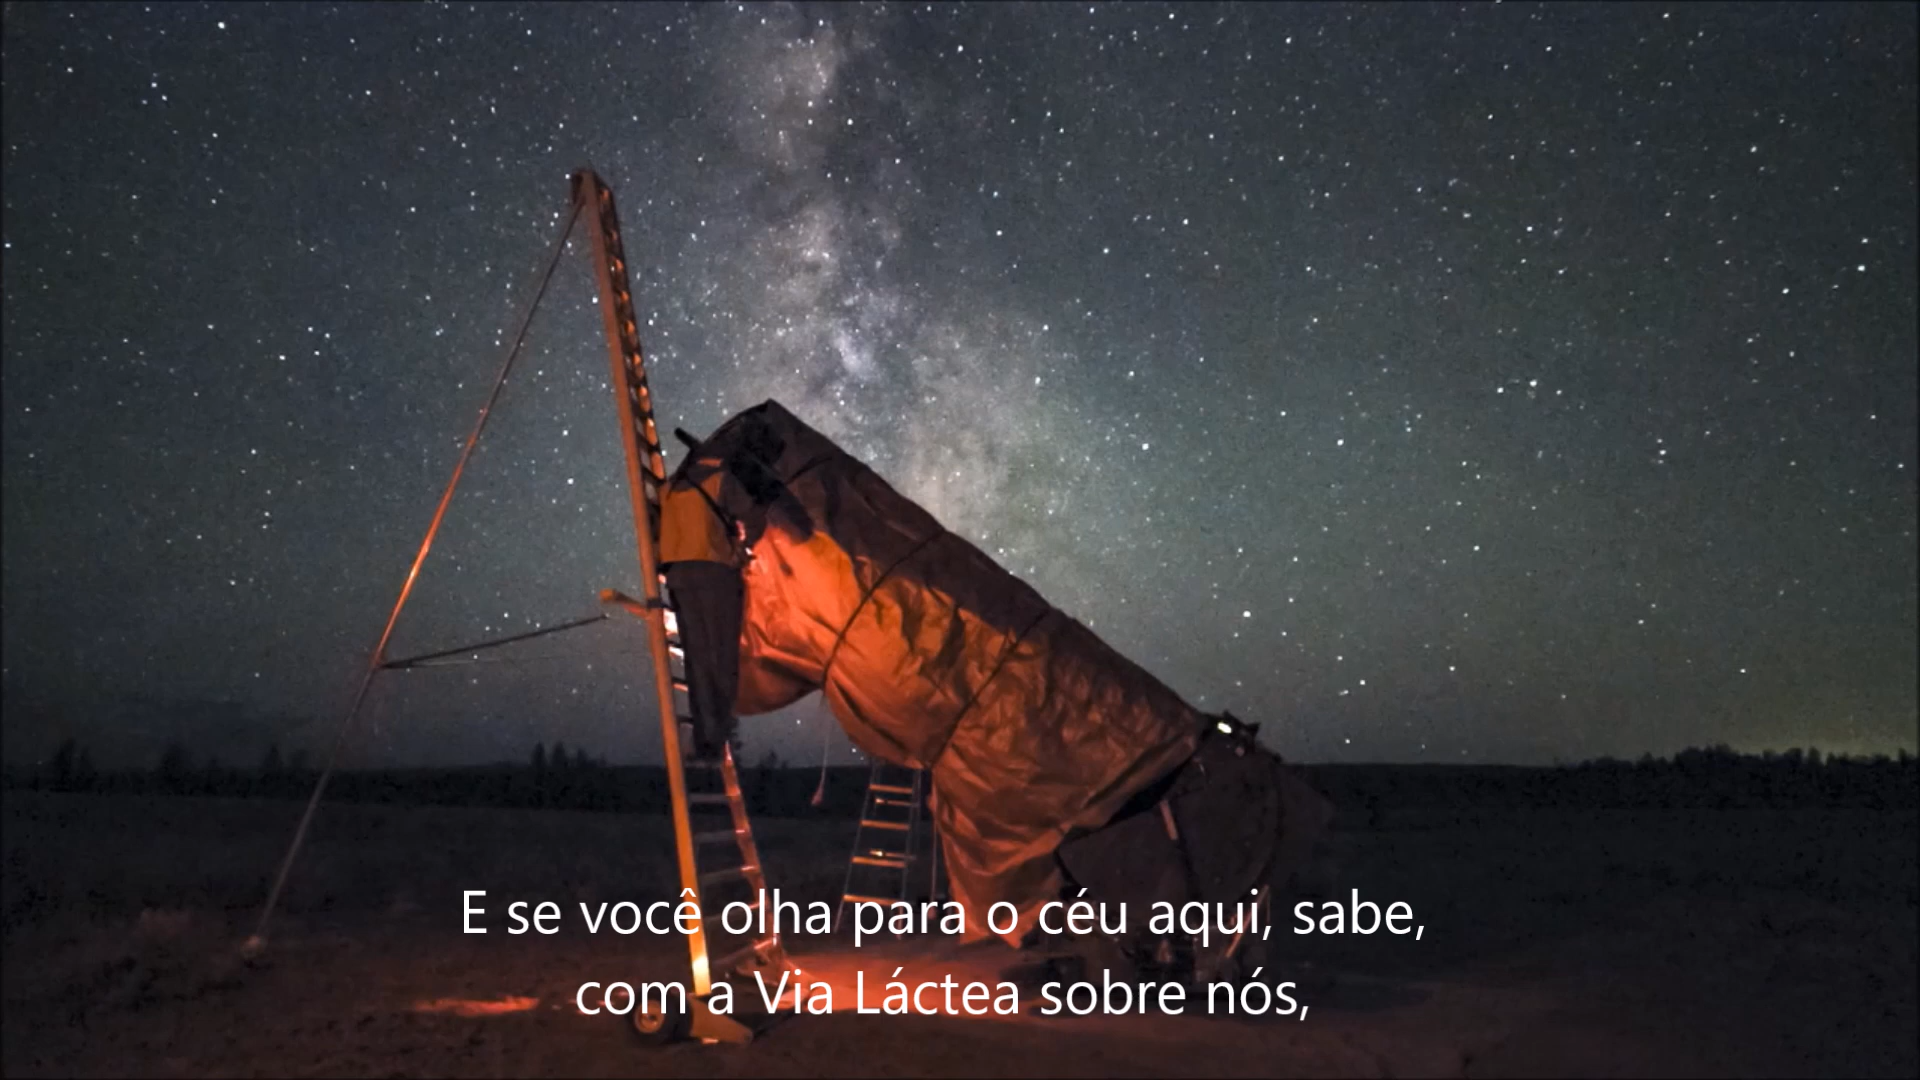 E se você olha para o céu aqui, sabe,
com a Via Láctea sobre nós,